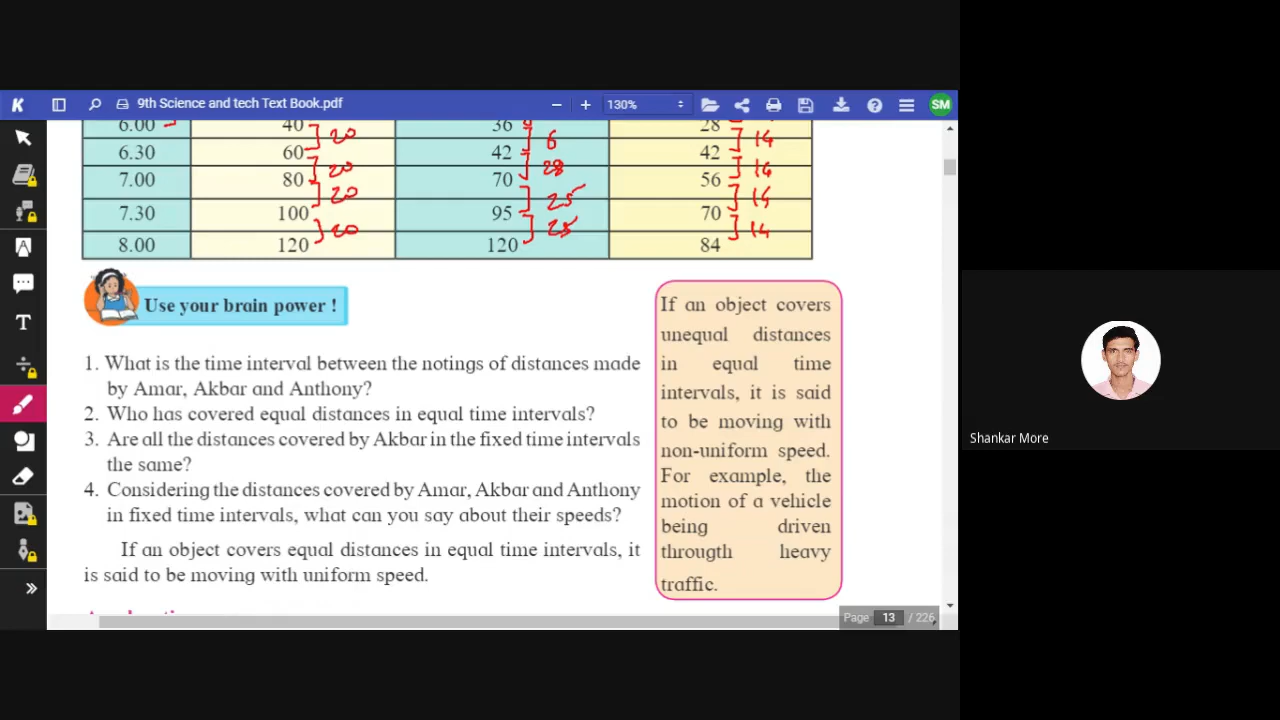 K 9th Science and tech Text Book.pdf 130% SM
6.00 40 36 28
20 6 14
6.30 60 42 42
20 28 14
7.00 80 70 56
20 25 14
7.30 100 95 70
20 25 14
8.00 120 120 84
Use your brain power !
1. What is the time interval between the notings of distances made
by Amar, Akbar and Anthony?
2. Who has covered equal distances in equal time intervals?
3. Are all the distances covered by Akbar in the fixed time intervals
the same?
4. Considering the distances covered by Amar, Akbar and Anthony
in fixed time intervals, what can you say about their speeds?
If an object covers equal distances in equal time intervals, it
is said to be moving with uniform speed.
If an object covers
unequal distances
in equal time
intervals, it is said
to be moving with
non-uniform speed.
For example, the
motion of a vehicle
being driven
througth heavy
traffic.
Page 13 / 226
Shankar More